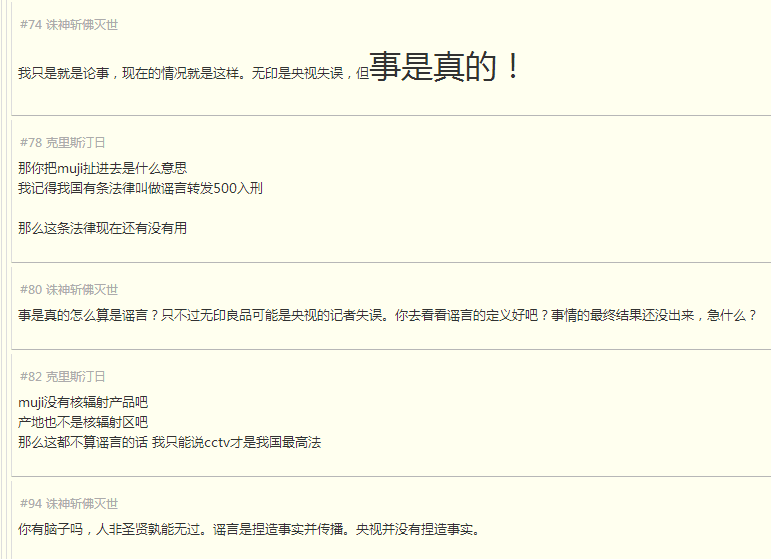 #74 诛神斩佛灭世
我只是就是论事，现在的情况就是这样。无印是央视失误，但事是真的！
#78 克里斯汀日
那你把muji扯进去是什么意思
我记得我国有条法律叫做谣言转发500入刑
那么这条法律现在还有没有用
#80 诛神斩佛灭世
事是真的怎么算是谣言？只不过无印良品可能是央视的记者失误。你去看看谣言的定义好吧？事情的最终结果还没出来，急什么？
#82 克里斯汀日
muji没有核辐射产品吧
产地也不是核辐射区吧
那么这都不算谣言的话 我只能说cctv才是我国最高法
#94 诛神斩佛灭世
你有脑子吗，人非圣贤孰能无过。谣言是捏造事实并传播。央视并没有捏造事实。